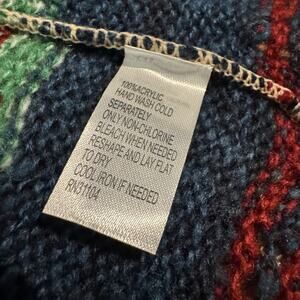 100%ACRYLIC
HAND WASH COLD
SEPARATELY
ONLY NON-CHLORINE
BLEACH WHEN NEEDED
RESHAPE AND LAY FLAT
TO DRY
COOL IRON IF NEEDED
RN31104